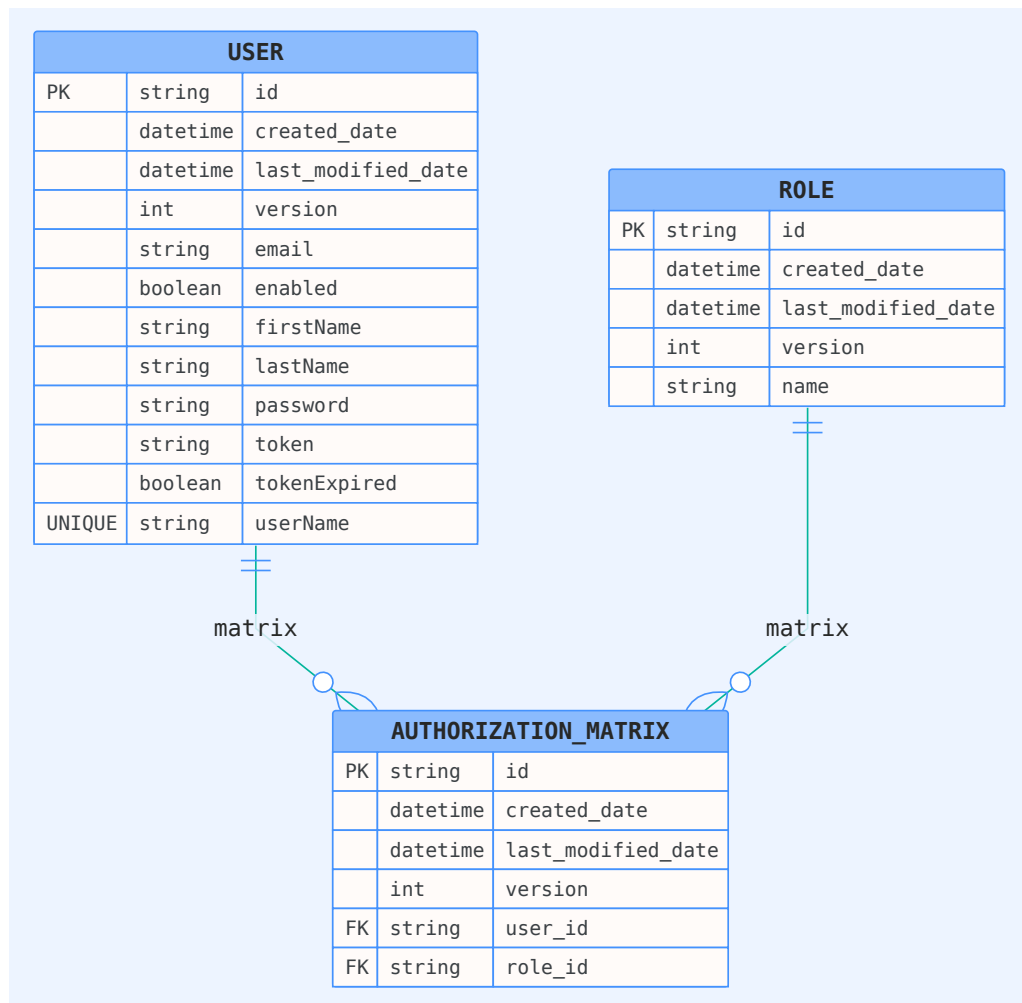 USER
PK string id
datetime created_date
datetime last_modified_date
int version
string email
boolean enabled
string firstName
string lastName
string password
string token
boolean tokenExpired
UNIQUE string userName
ROLE
PK string id
datetime created_date
datetime last_modified_date
int version
string name
matrix
matrix
AUTHORIZATION_MATRIX
PK string id
datetime created_date
datetime last_modified_date
int version
FK string user_id
FK string role_id